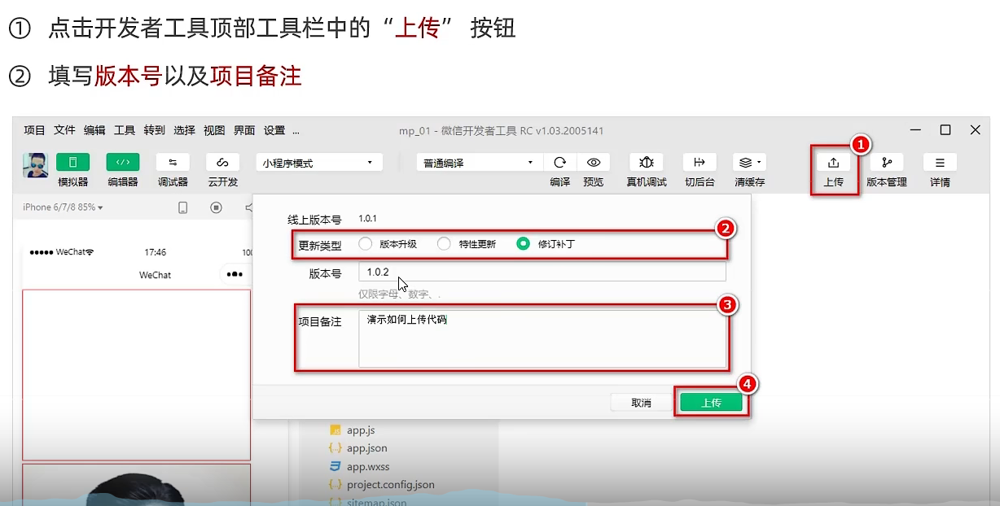 ① 点击开发者工具顶部工具栏中的“上传” 按钮
② 填写版本号以及项目备注
项目 文件 编辑 工具 转到 选择 视图 界面 设置 ... mp_01 - 微信开发者工具 RC v1.03.2005141
小程序模式 普通编译
模拟器 编辑器 调试器 云开发 编译 预览 真机调试 切后台 清缓存 上传 版本管理 详情
1
iPhone 6/7/8 85%
线上版本号 1.0.1
更新类型 版本升级 特性更新 修订补丁
2
WeChat 17:46 100
WeChat
版本号 1.0.2
仅限字母、数字、.
项目备注 演示如何上传代码
3
取消 上传
4
app.js
app.json
app.wxss
project.config.json
sitemap.json